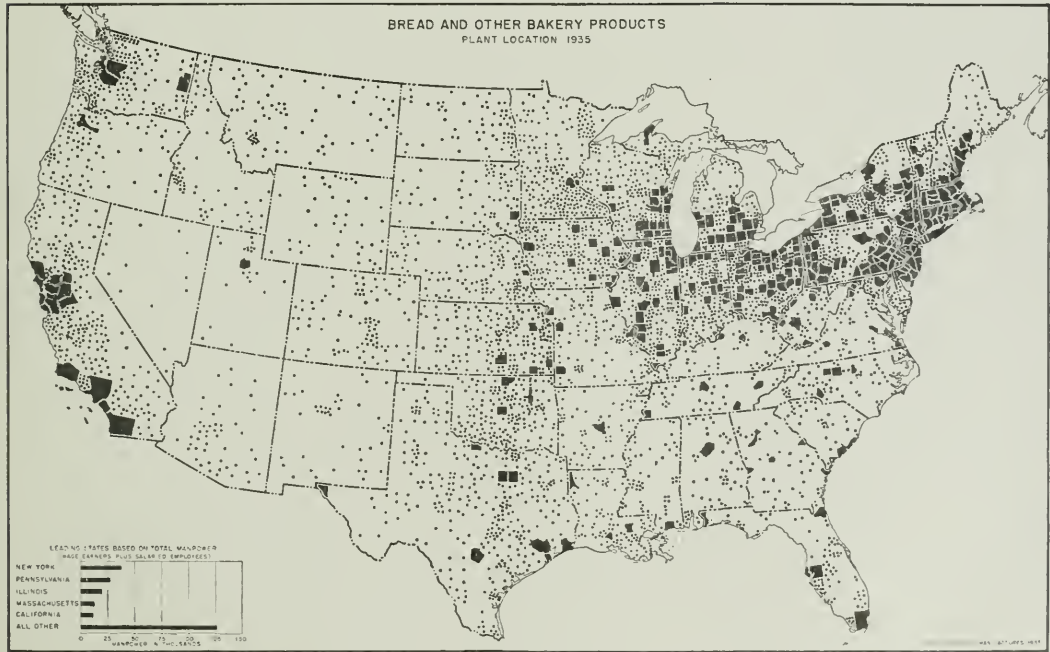 BREAD AND OTHER BAKERY PRODUCTS
PLANT LOCATION 1935
LEADING STATES BASED ON TOTAL MANPOWER
WAGE EARNERS PLUS SALARIED EMPLOYEES
NEW YORK
PENNSYLVANIA
ILLINOIS
MASSACHUSETTS
CALIFORNIA
ALL OTHER
0 25 50 75 100 125 150
MANPOWER IN THOUSANDS